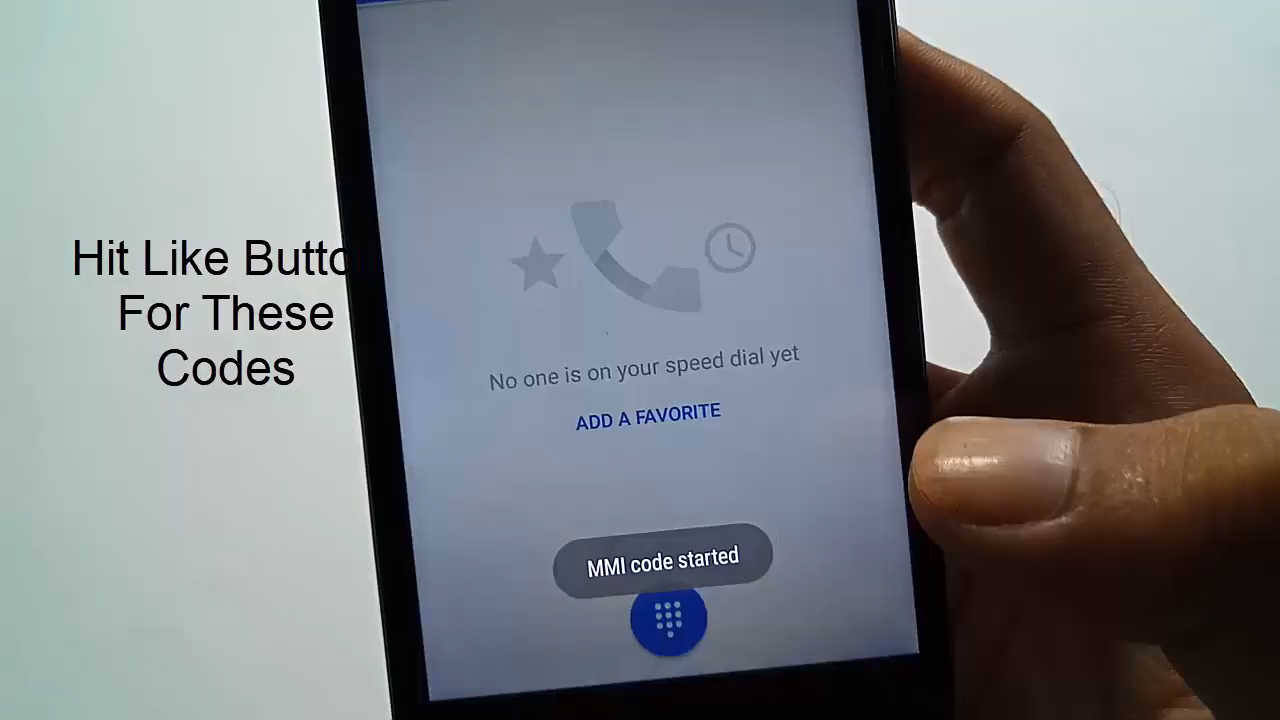 Hit Like Button
For These
Codes
No one is on your speed dial yet
ADD A FAVORITE
MMI code started